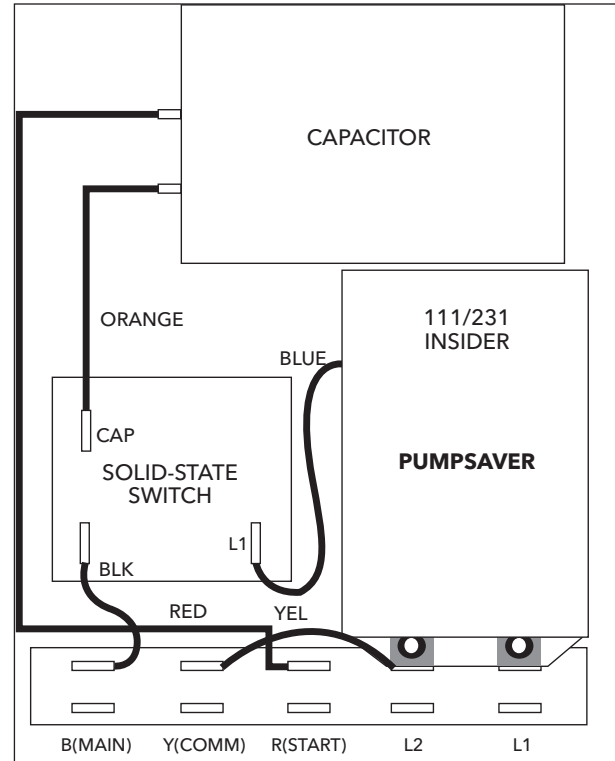 CAPACITOR
ORANGE
111/231
INSIDER
BLUE
CAP
PUMPSAVER
SOLID-STATE
SWITCH
L1
BLK
RED
YEL
B(MAIN)
Y(COMM)
R(START)
L2
L1